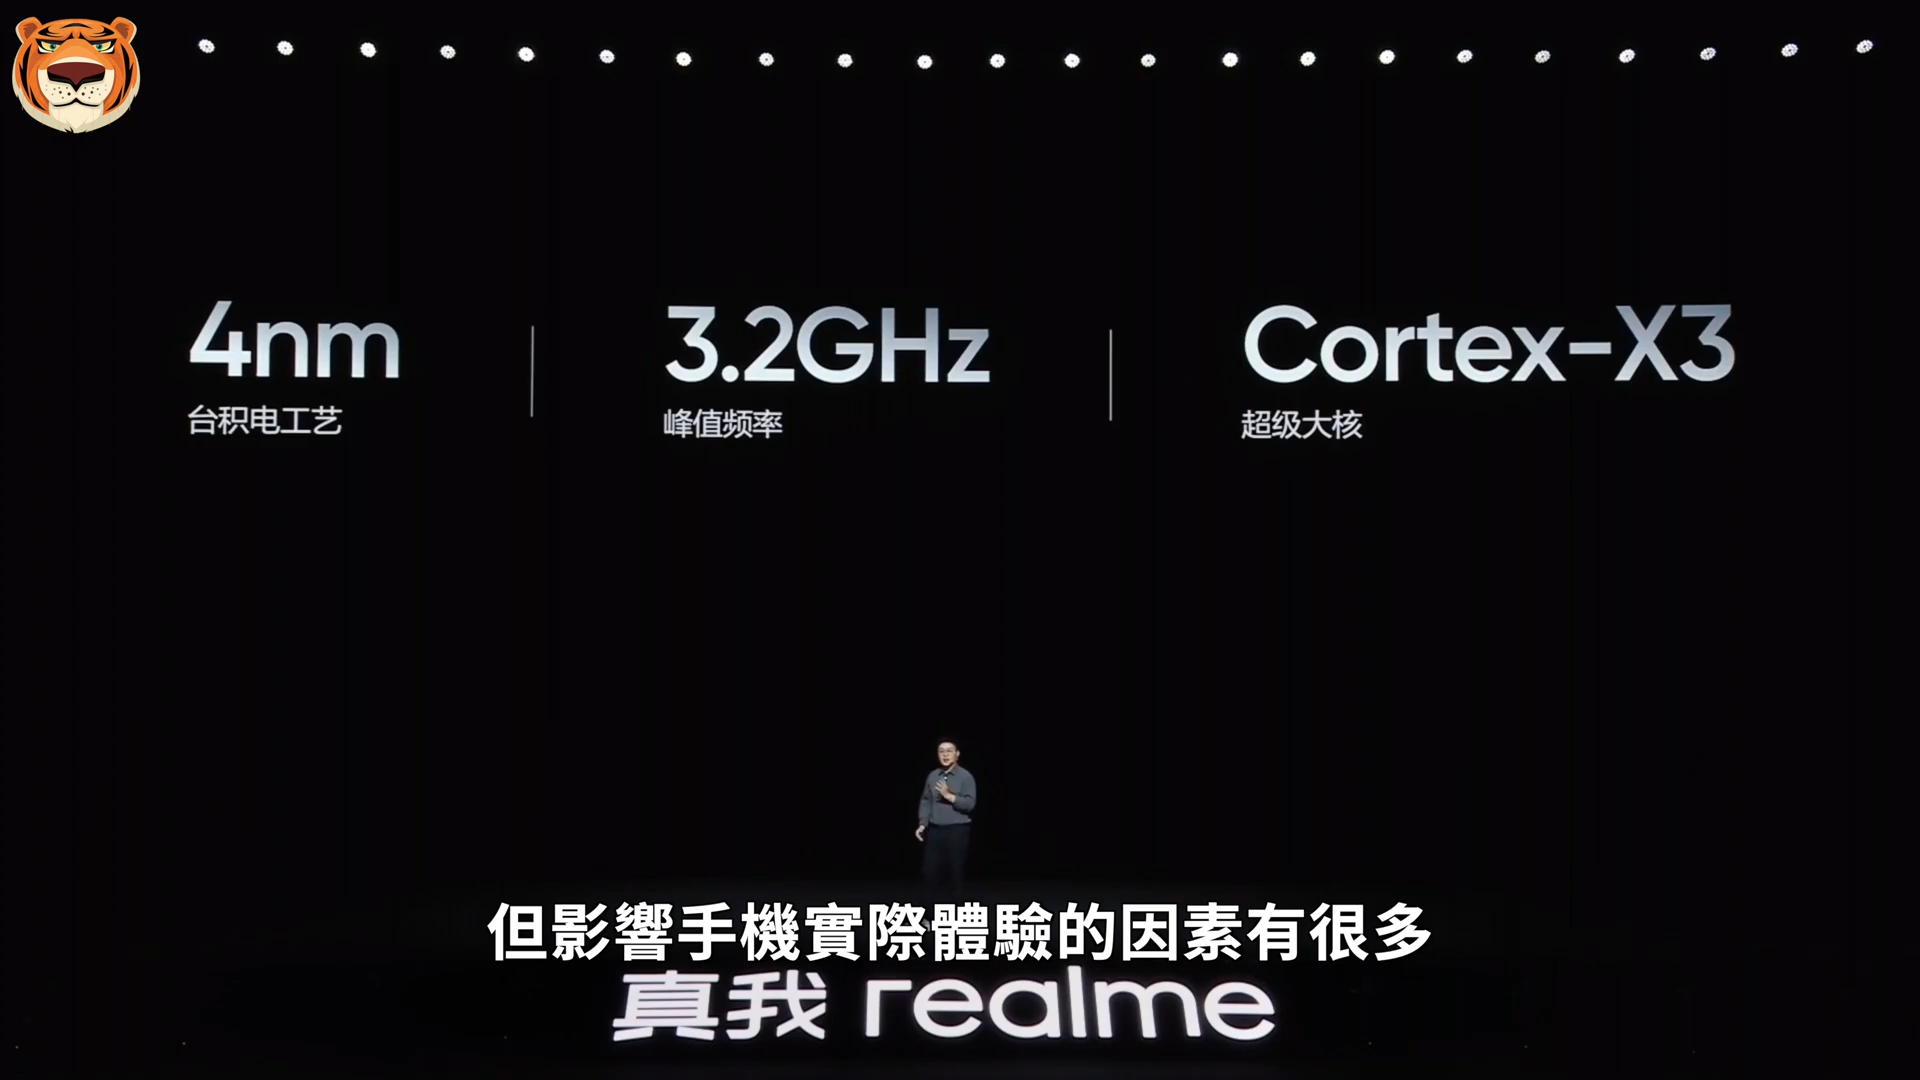 4nm
台积电工艺
3.2GHz
峰值频率
Cortex-X3
超级大核
但影響手機實際體驗的因素有很多
真我 realme